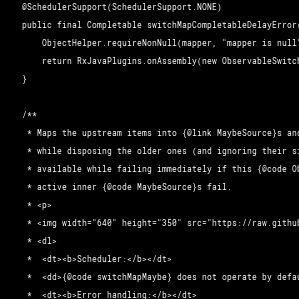 @SchedulerSupport(SchedulerSupport.NONE)
public final Completable switchMapCompletableDelayError(
ObjectHelper.requireNonNull(mapper, "mapper is null"
return RxJavaPlugins.onAssembly(new ObservableSwitch
}
/**
* Maps the upstream items into {@link MaybeSource}s and
* while disposing the older ones (and ignoring their si
* available while failing immediately if this {@code Ob
* active inner {@code MaybeSource}s fail.
* <p>
* <img width="640" height="350" src="https://raw.github
* <dl>
*  <dt><b>Scheduler:</b></dt>
*  <dd>{@code switchMapMaybe} does not operate by defau
*  <dt><b>Error handling:</b></dt>